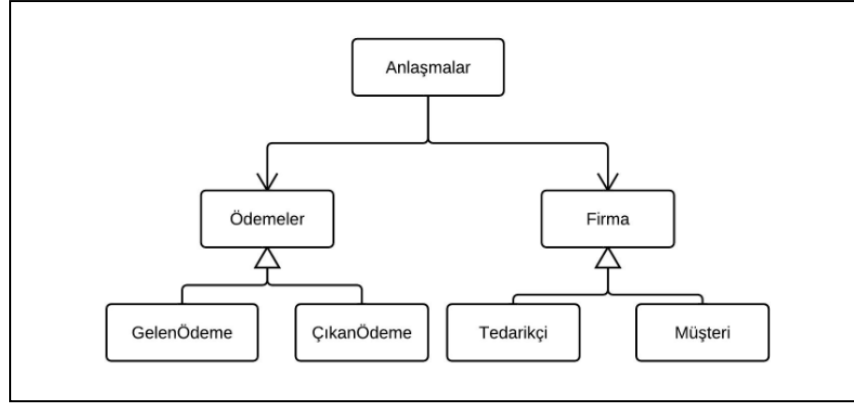 Anlaşmalar
Ödemeler
Firma
GelenÖdeme
ÇıkanÖdeme
Tedarikçi
Müşteri